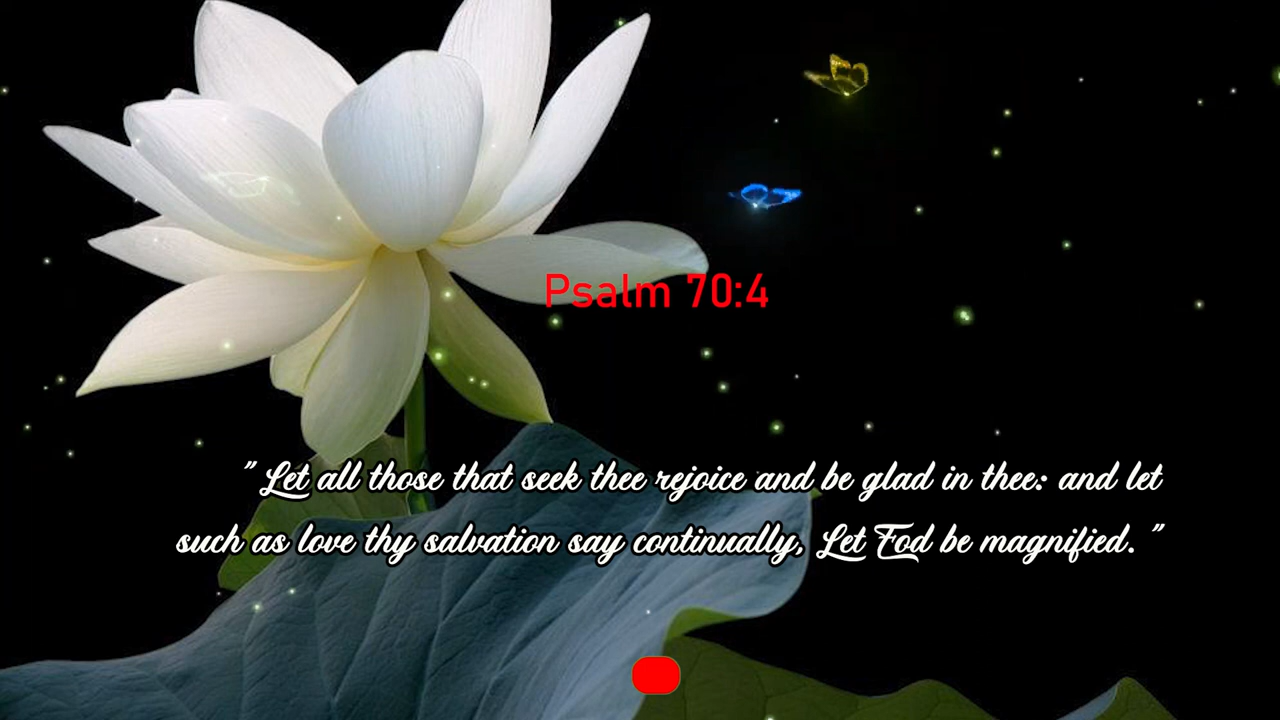 Psalm 70:4
" Let all those that seek thee rejoice and be glad in thee: and let
such as love thy salvation say continually, Let God be magnified. "